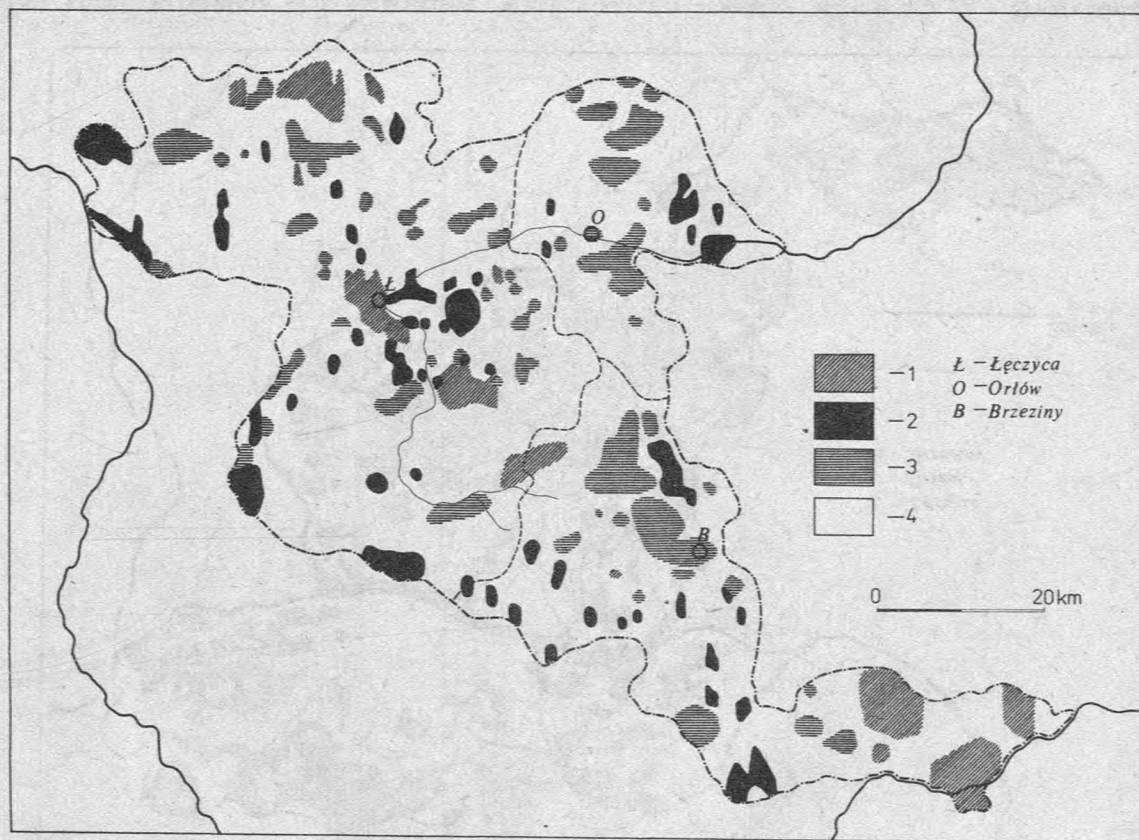 O
Ł
B
–1
–2
–3
–4
Ł –Łęczyca
O –Orłów
B –Brzeziny
0 20km